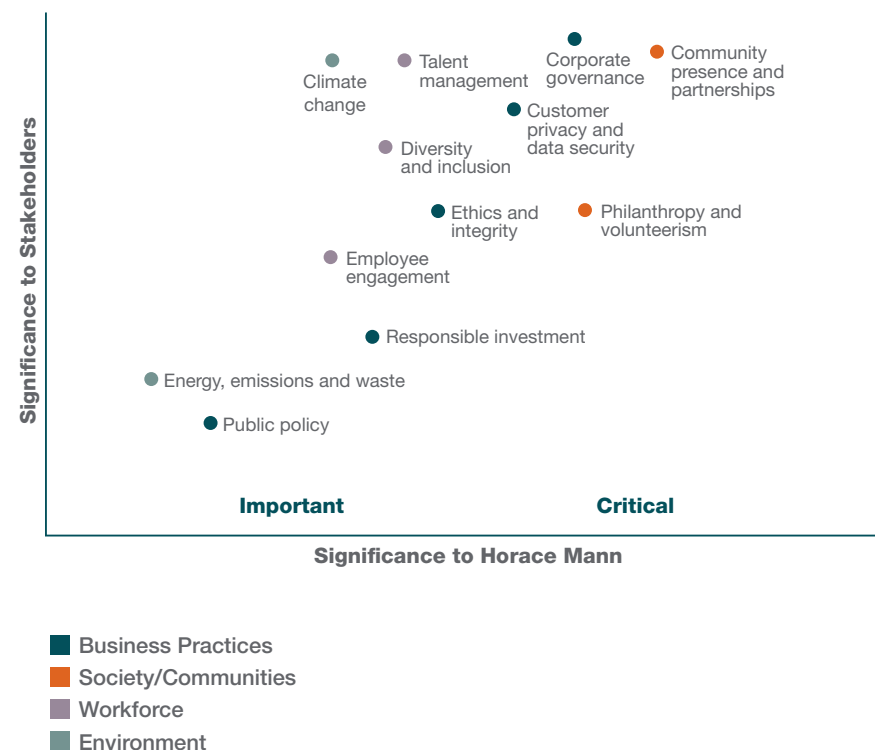 Significance to Stakeholders
Climate
change
Talent
management
Corporate
governance
Community
presence and
partnerships
Customer
privacy and
data security
Diversity
and inclusion
Ethics and
integrity
Philanthropy and
volunteerism
Employee
engagement
Responsible investment
Energy, emissions and waste
Public policy
Important
Critical
Significance to Horace Mann
Business Practices
Society/Communities
Workforce
Environment